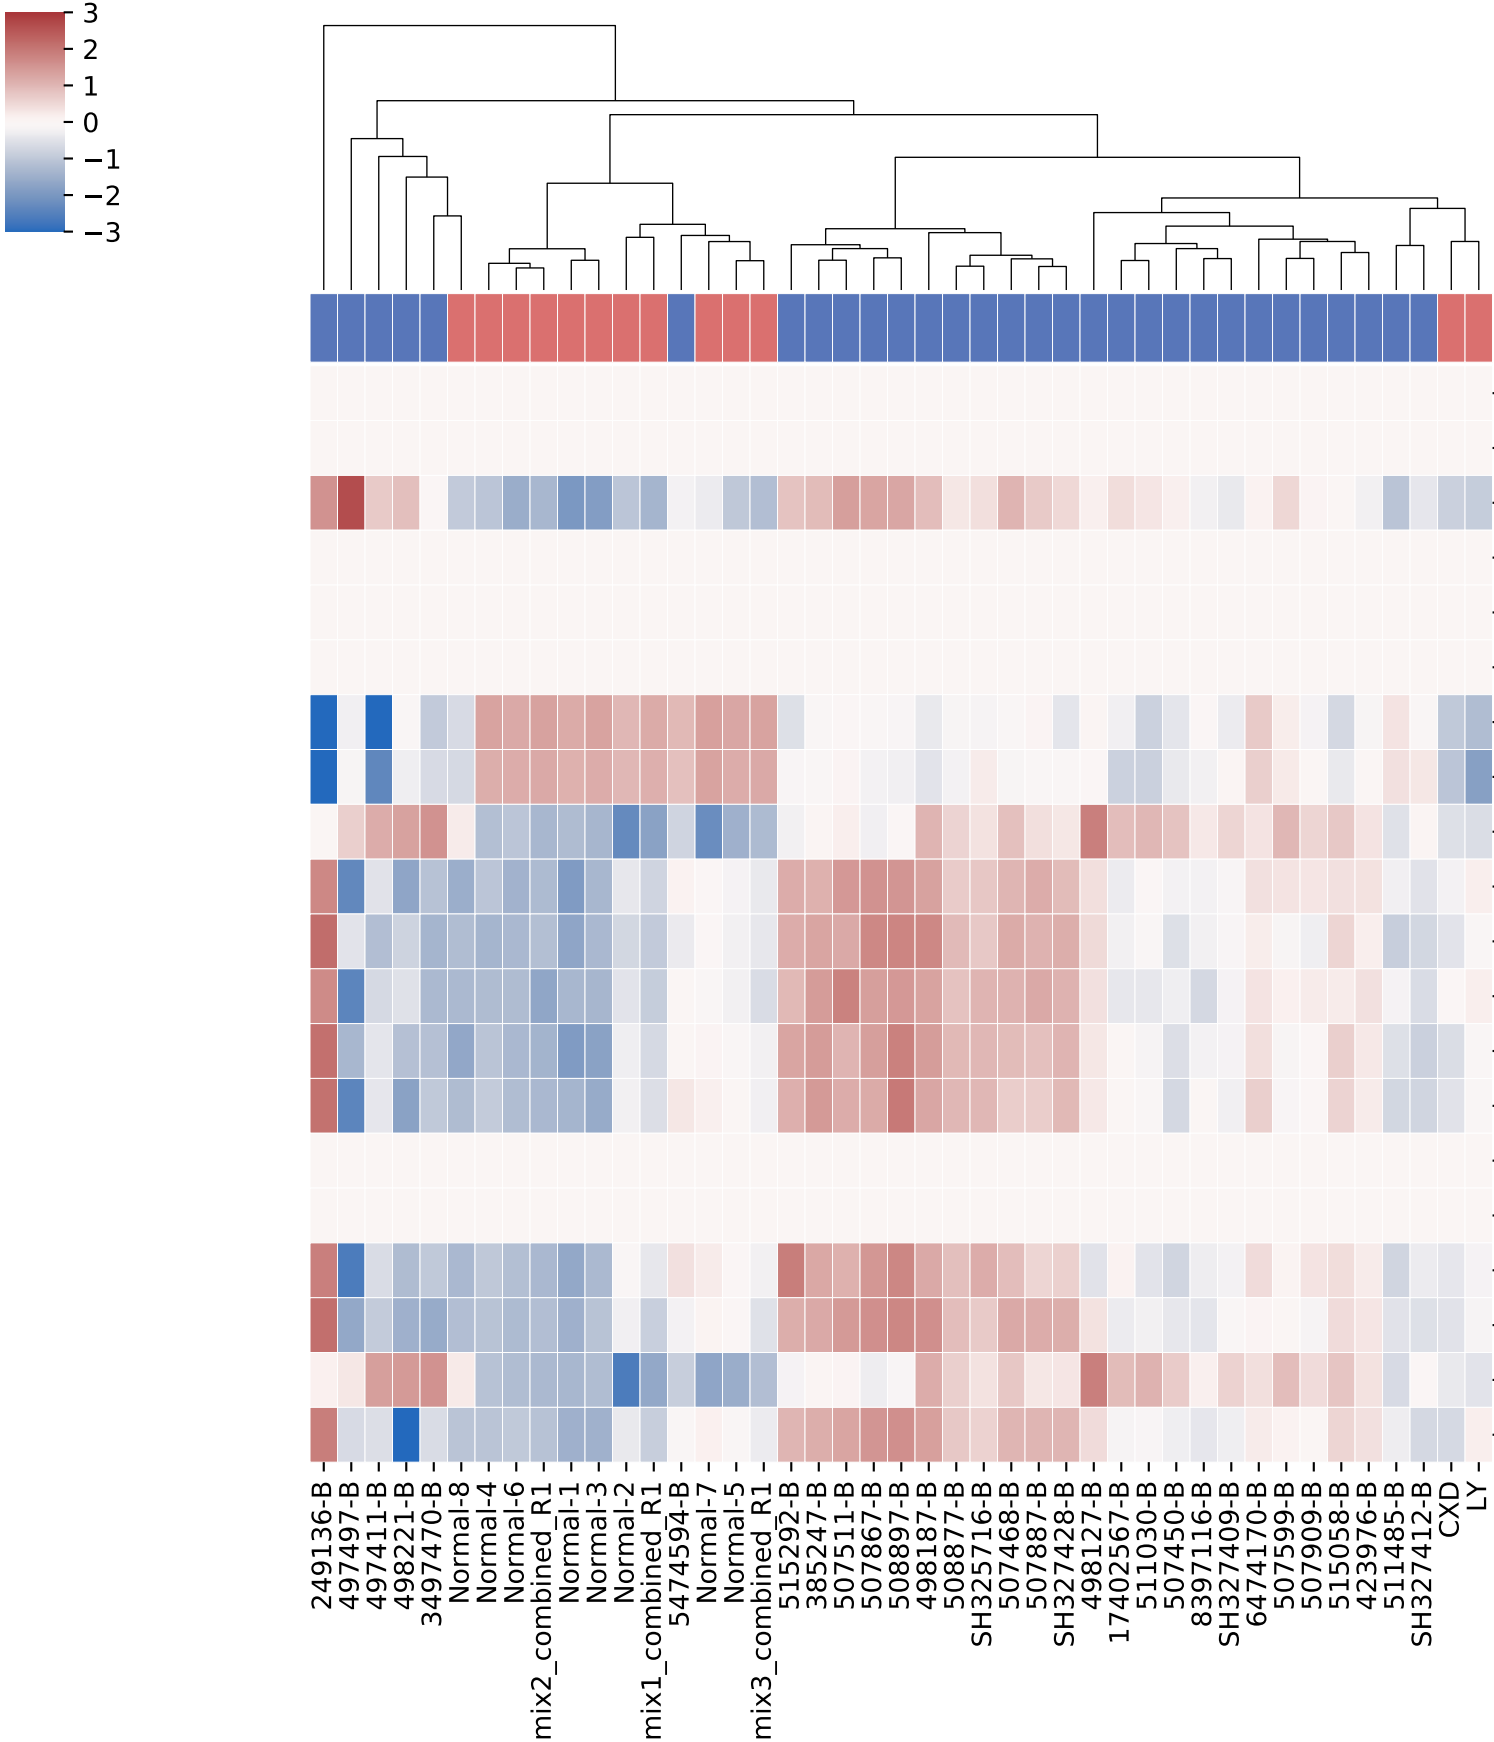 3
2
1
0
−1
−2
−3
249136-B
497497-B
497411-B
498221-B
3497470-B
Normal-8
Normal-4
Normal-6
mix2_combined_R1
Normal-1
Normal-3
Normal-2
mix1_combined_R1
5474594-B
Normal-7
Normal-5
mix3_combined_R1
515292-B
385247-B
507511-B
507867-B
508897-B
498187-B
508877-B
SH325716-B
507468-B
507887-B
SH327428-B
498127-B
17402567-B
511030-B
507450-B
8397116-B
SH327409-B
6474170-B
507599-B
507909-B
515058-B
423976-B
511485-B
SH327412-B
CXD
LY